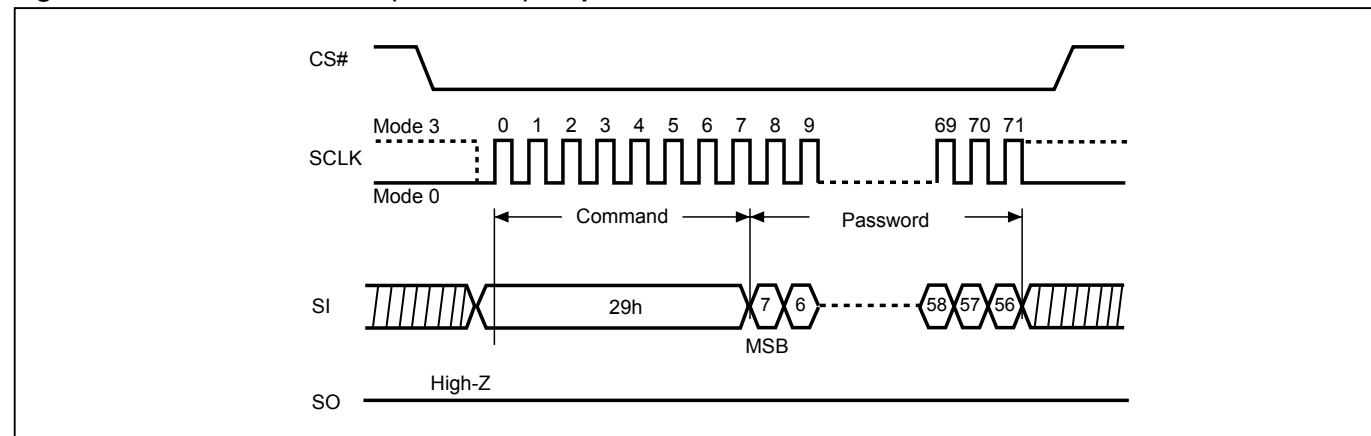 CS#
Mode 3 0 1 2 3 4 5 6 7 8 9 69 70 71
SCLK
Mode 0
Command Password
SI 29h 7 6 58 57 56
MSB
High-Z
SO